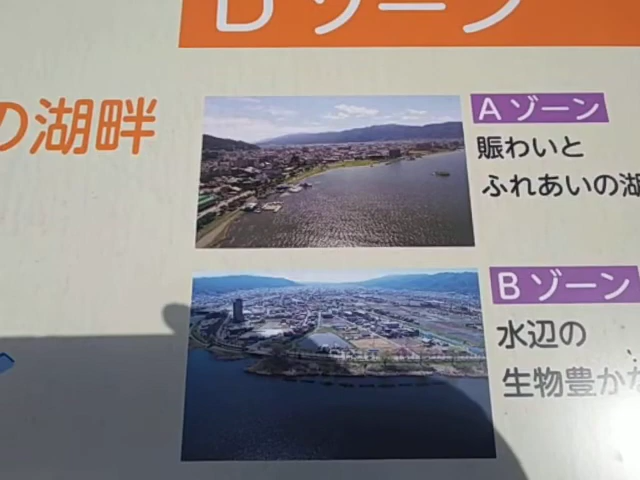 Dゾーン
の湖畔
Aゾーン
賑わいと
ふれあいの湖
Bゾーン
水辺の
生物豊かな